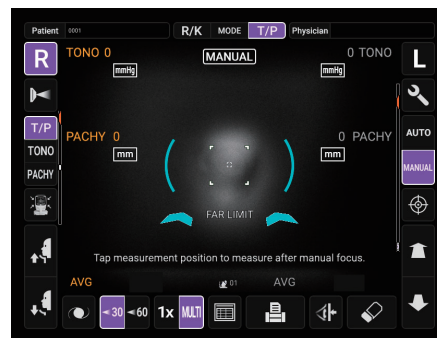 Patient 0001 R/K MODE T/P Physician
R TONO 0 MANUAL 0 TONO L
mmHg mmHg
T/P AUTO
PACHY 0 0 PACHY
TONO
mm mm
PACHY MANUAL
FAR LIMIT
Tap measurement position to measure after manual focus.
AVG 01 AVG
30 60 1x MULTI